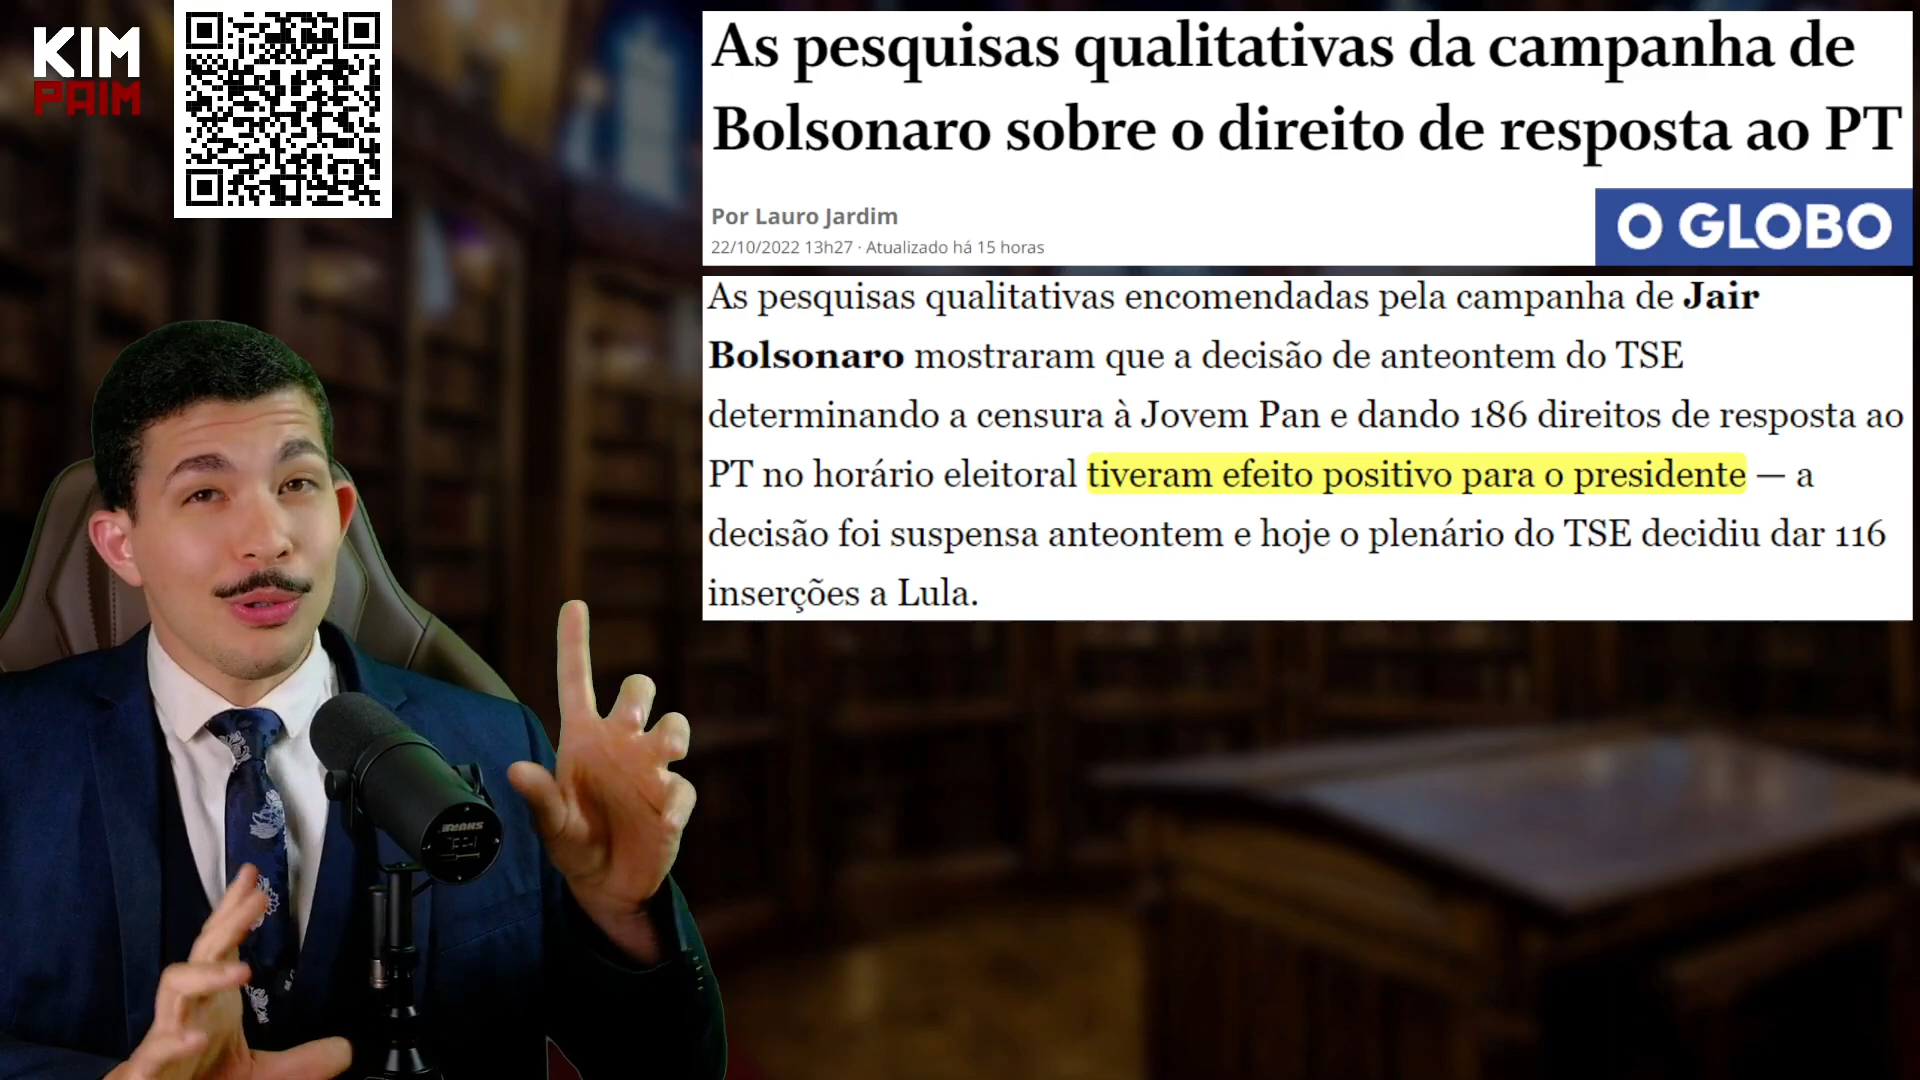 KIM
PAIM
As pesquisas qualitativas da campanha de
Bolsonaro sobre o direito de resposta ao PT
Por Lauro Jardim
22/10/2022 13h27 · Atualizado há 15 horas
O GLOBO
As pesquisas qualitativas encomendadas pela campanha de Jair
Bolsonaro mostraram que a decisão de anteontem do TSE
determinando a censura à Jovem Pan e dando 186 direitos de resposta ao
PT no horário eleitoral tiveram efeito positivo para o presidente — a
decisão foi suspensa anteontem e hoje o plenário do TSE decidiu dar 116
inserções a Lula.
SHURE